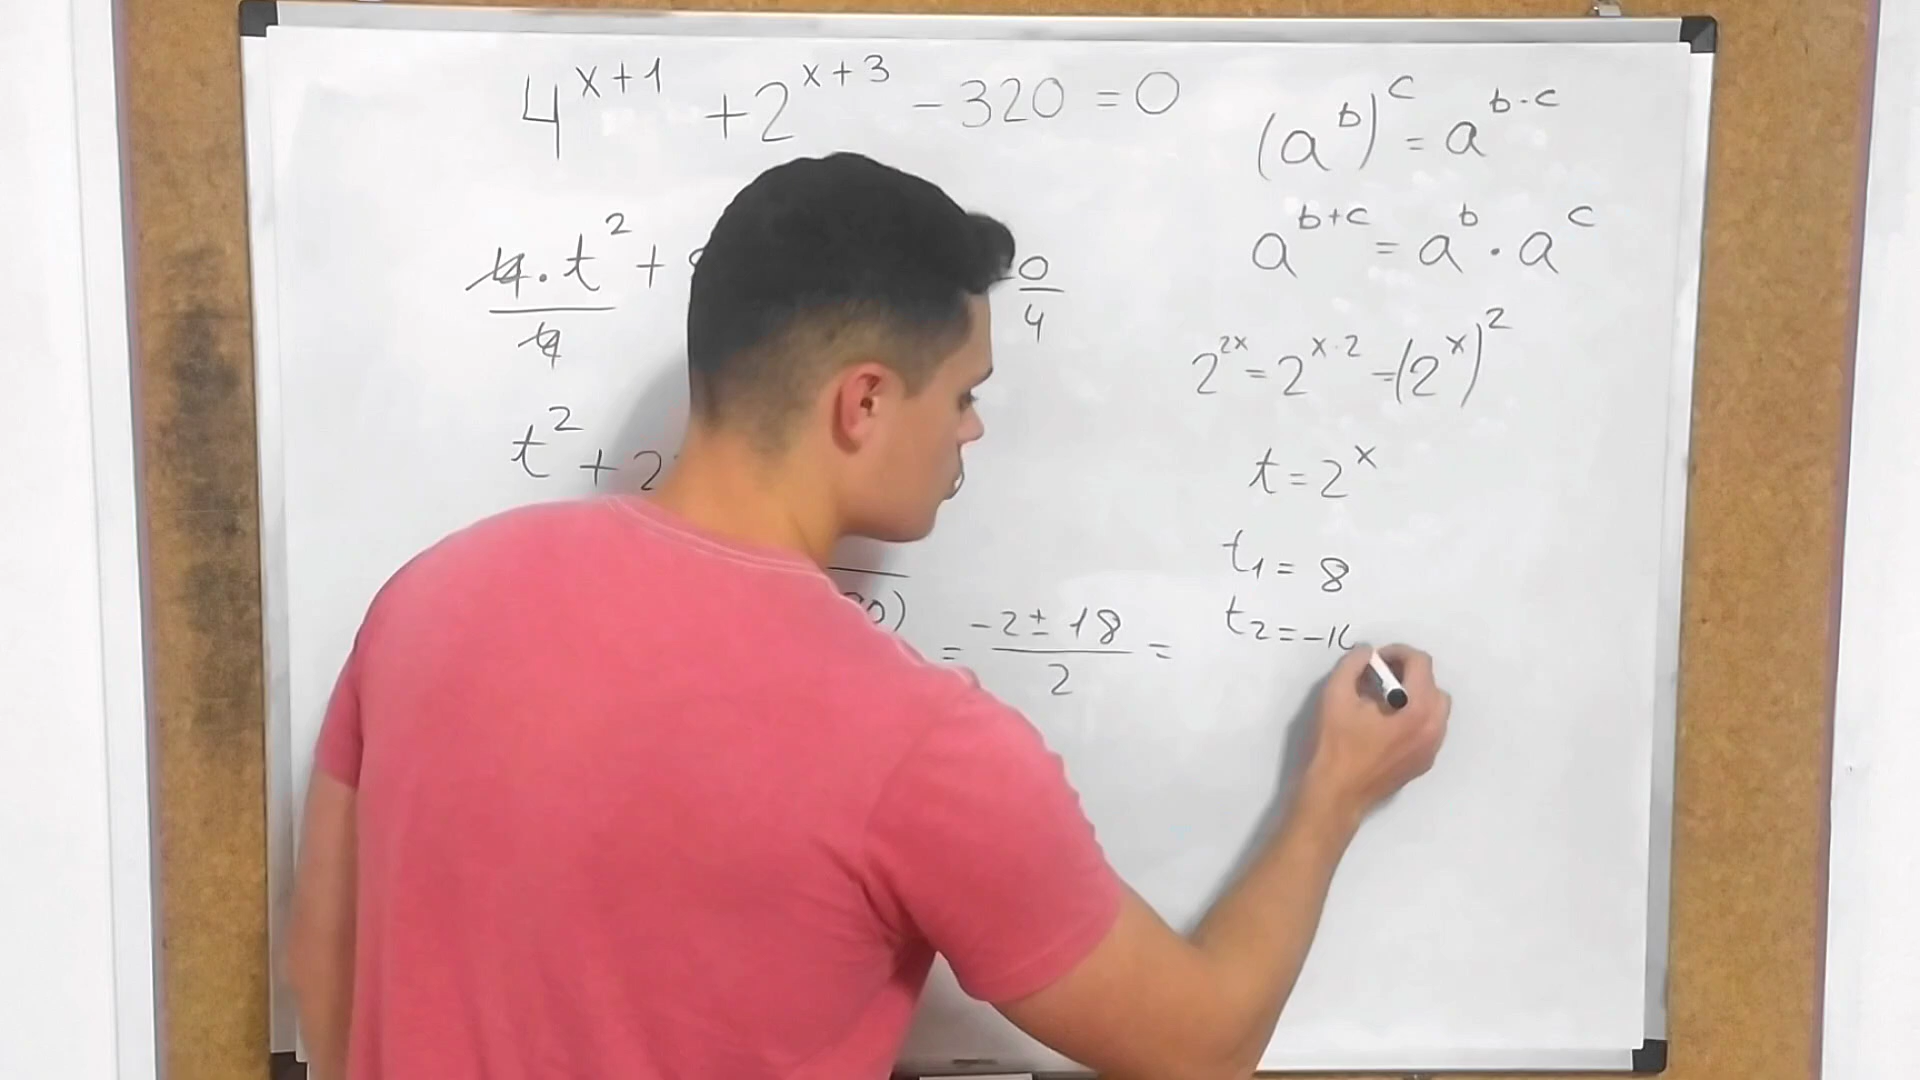 4^(x+1) + 2^(x+3) - 320 = 0
4 · t² +
0
4
4
t² + 2
0)
= (-2 ± 18)/2 =
(a^b)^c = a^(b·c)
a^(b+c) = a^b · a^c
2^(2x) = 2^(x·2) = (2^x)²
t = 2^x
t₁ = 8
t₂ = -1